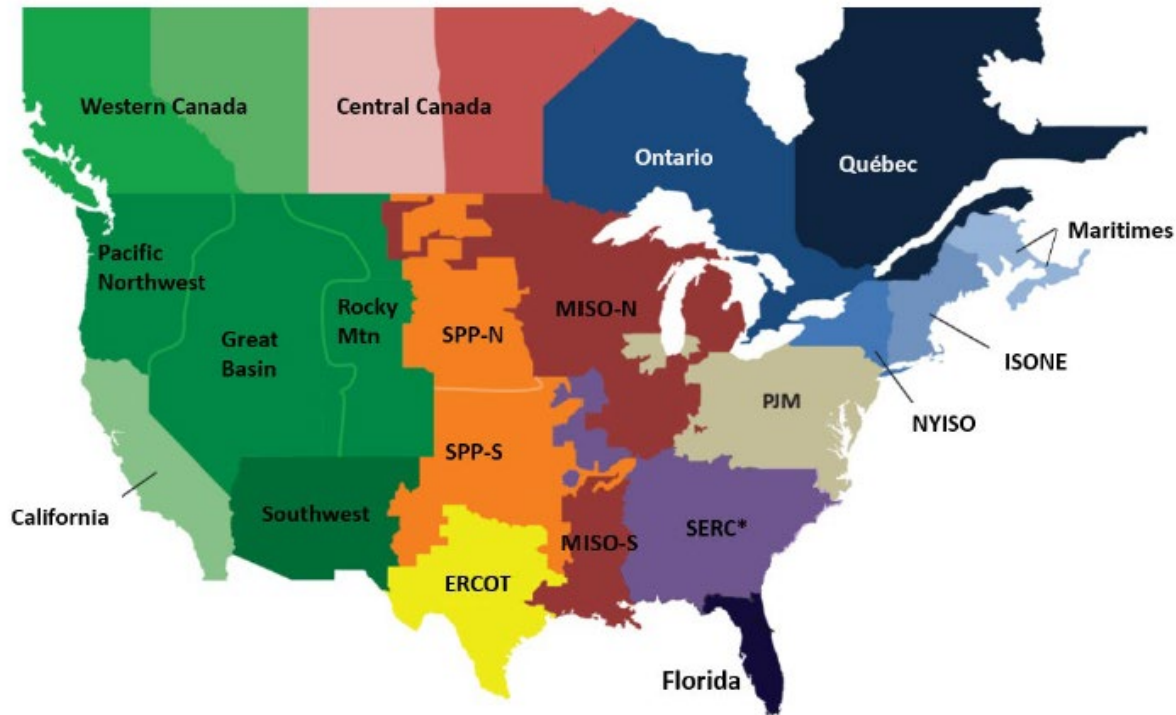 Western Canada
Central Canada
Ontario
Québec
Maritimes
Pacific
Northwest
Great
Basin
Rocky
Mtn
SPP-N
MISO-N
ISONE
NYISO
PJM
SPP-S
California
Southwest
MISO-S
SERC*
ERCOT
Florida